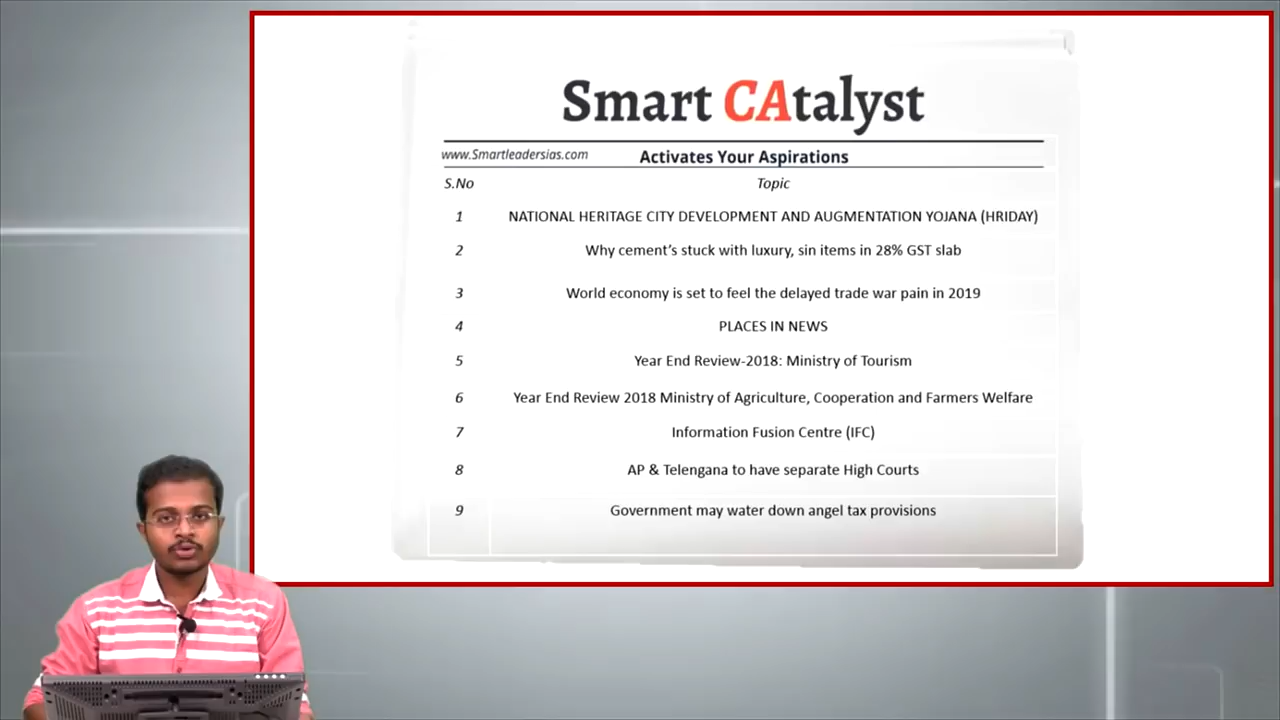 Smart CAtalyst
www.Smartleadersias.com Activates Your Aspirations
S.No Topic
1 NATIONAL HERITAGE CITY DEVELOPMENT AND AUGMENTATION YOJANA (HRIDAY)
2 Why cement's stuck with luxury, sin items in 28% GST slab
3 World economy is set to feel the delayed trade war pain in 2019
4 PLACES IN NEWS
5 Year End Review-2018: Ministry of Tourism
6 Year End Review 2018 Ministry of Agriculture, Cooperation and Farmers Welfare
7 Information Fusion Centre (IFC)
8 AP & Telengana to have separate High Courts
9 Government may water down angel tax provisions